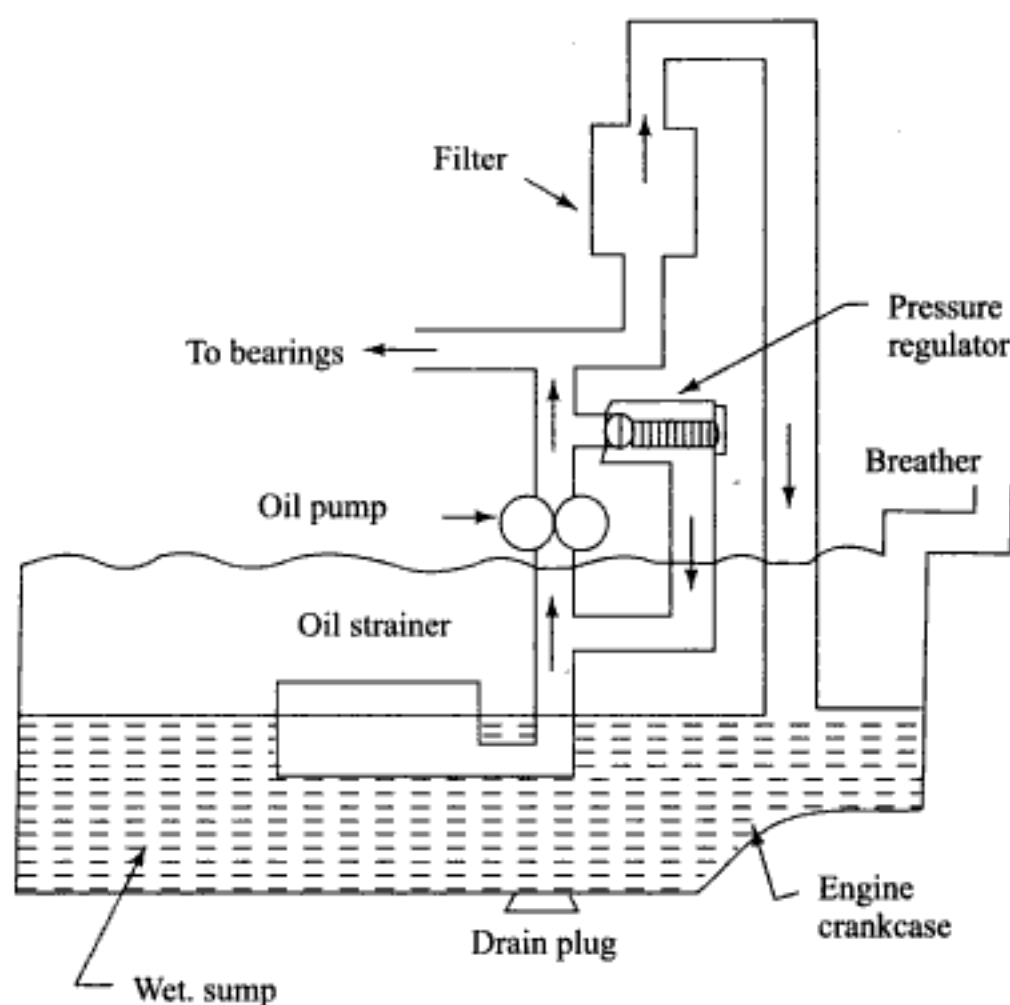 Filter
Pressure
regulator
To bearings
Breather
Oil pump
Oil strainer
Engine
crankcase
Drain plug
Wet. sump